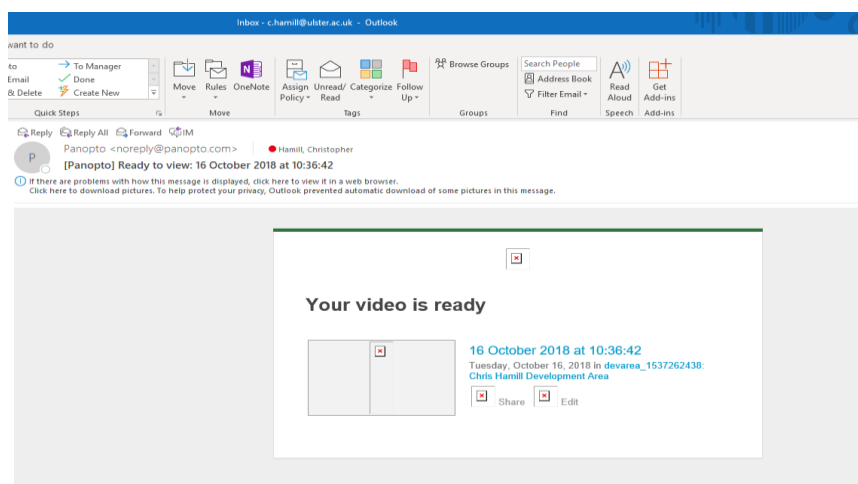 Inbox - c.hamill@ulster.ac.uk - Outlook
want to do
To Manager
Email
Done
& Delete
Create New
Move
Rules
OneNote
Assign Policy
Unread/ Read
Categorize
Follow Up
Browse Groups
Search People
Address Book
Filter Email
Read Aloud
Get Add-ins
Quick Steps
Move
Tags
Groups
Find
Speech
Add-ins
Reply Reply All Forward IM
P
Panopto <noreply@panopto.com> Hamill, Christopher
[Panopto] Ready to view: 16 October 2018 at 10:36:42
If there are problems with how this message is displayed, click here to view it in a web browser.
Click here to download pictures. To help protect your privacy, Outlook prevented automatic download of some pictures in this message.
Your video is ready
16 October 2018 at 10:36:42
Tuesday, October 16, 2018 in devarea_1537262438:
Chris Hamill Development Area
Share Edit